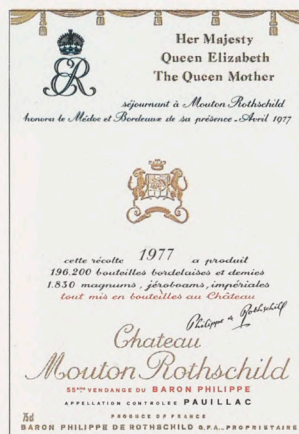 ER
Her Majesty
Queen Elizabeth
The Queen Mother
séjournant à Mouton Rothschild
honora le Médoc et Bordeaux de sa présence - Avril 1977
cette récolte 1977 a produit
196.200 bouteilles bordelaises et demies
1.830 magnums, jéroboams, impériales
tout mis en bouteilles au Château
Philippe de Rothschild
Chateau
Mouton Rothschild
55ème VENDANGE DU BARON PHILIPPE
APPELLATION CONTROLEE PAUILLAC
75cl PRODUCE OF FRANCE
BARON PHILIPPE DE ROTHSCHILD G.F.A., PROPRIETAIRE